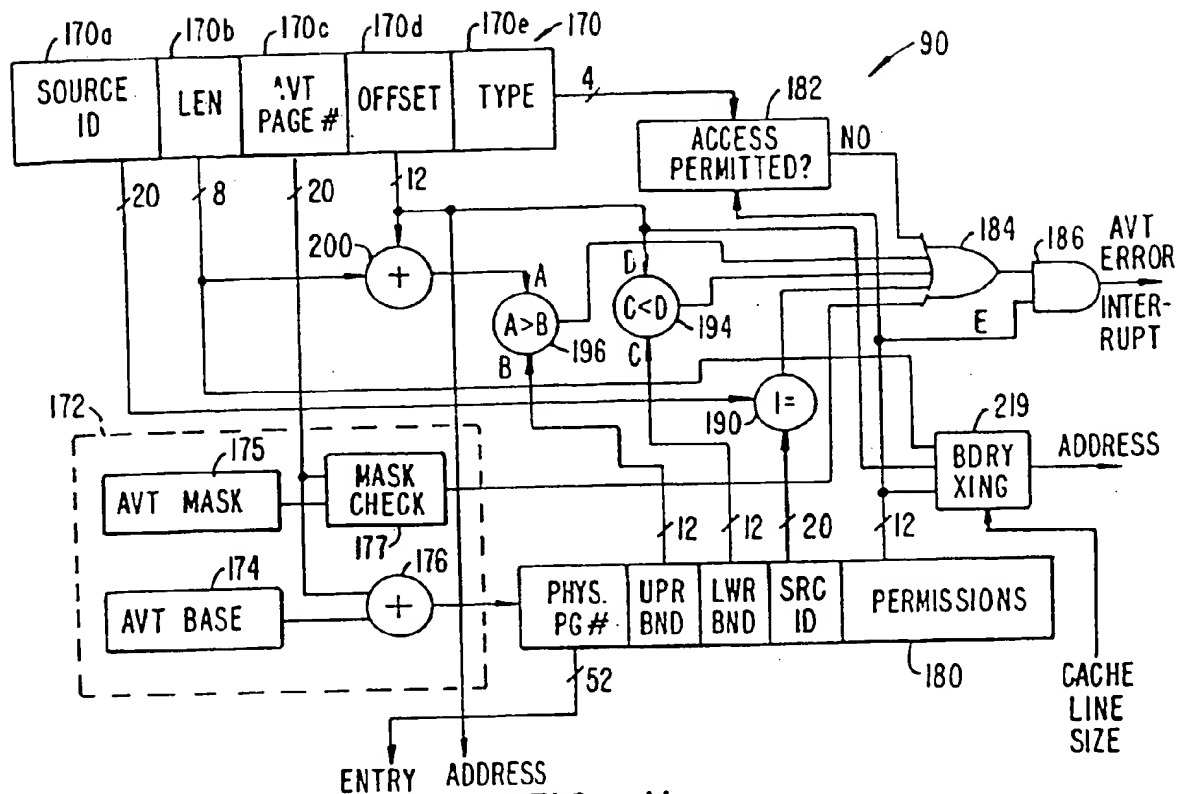 170a 170b 170c 170d 170e 170
90
SOURCE ID
LEN
AVT PAGE #
OFFSET
TYPE
4
182
ACCESS PERMITTED?
NO
20
8
20
12
200
+
A
A>B
196
B
D
C<D
194
C
184
186
AVT ERROR
INTER-
RUPT
E
172
175
AVT MASK
MASK CHECK
177
190
!=
219
BDRY XING
ADDRESS
174
AVT BASE
176
+
12
12
20
12
PHYS. PG#
UPR BND
LWR BND
SRC ID
PERMISSIONS
52
180
CACHE LINE SIZE
ENTRY
ADDRESS